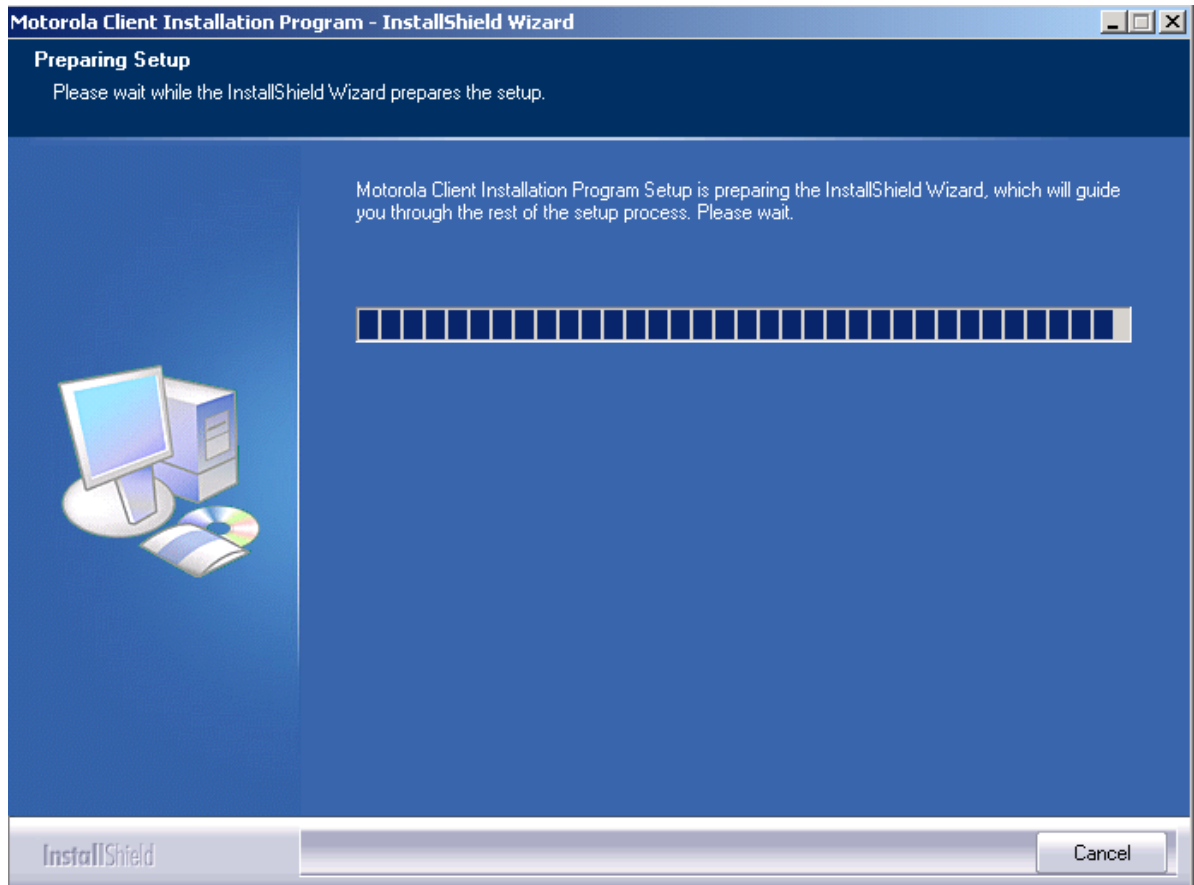 Motorola Client Installation Program - InstallShield Wizard
Preparing Setup
Please wait while the InstallShield Wizard prepares the setup.
Motorola Client Installation Program Setup is preparing the InstallShield Wizard, which will guide
you through the rest of the setup process. Please wait.
InstallShield
Cancel